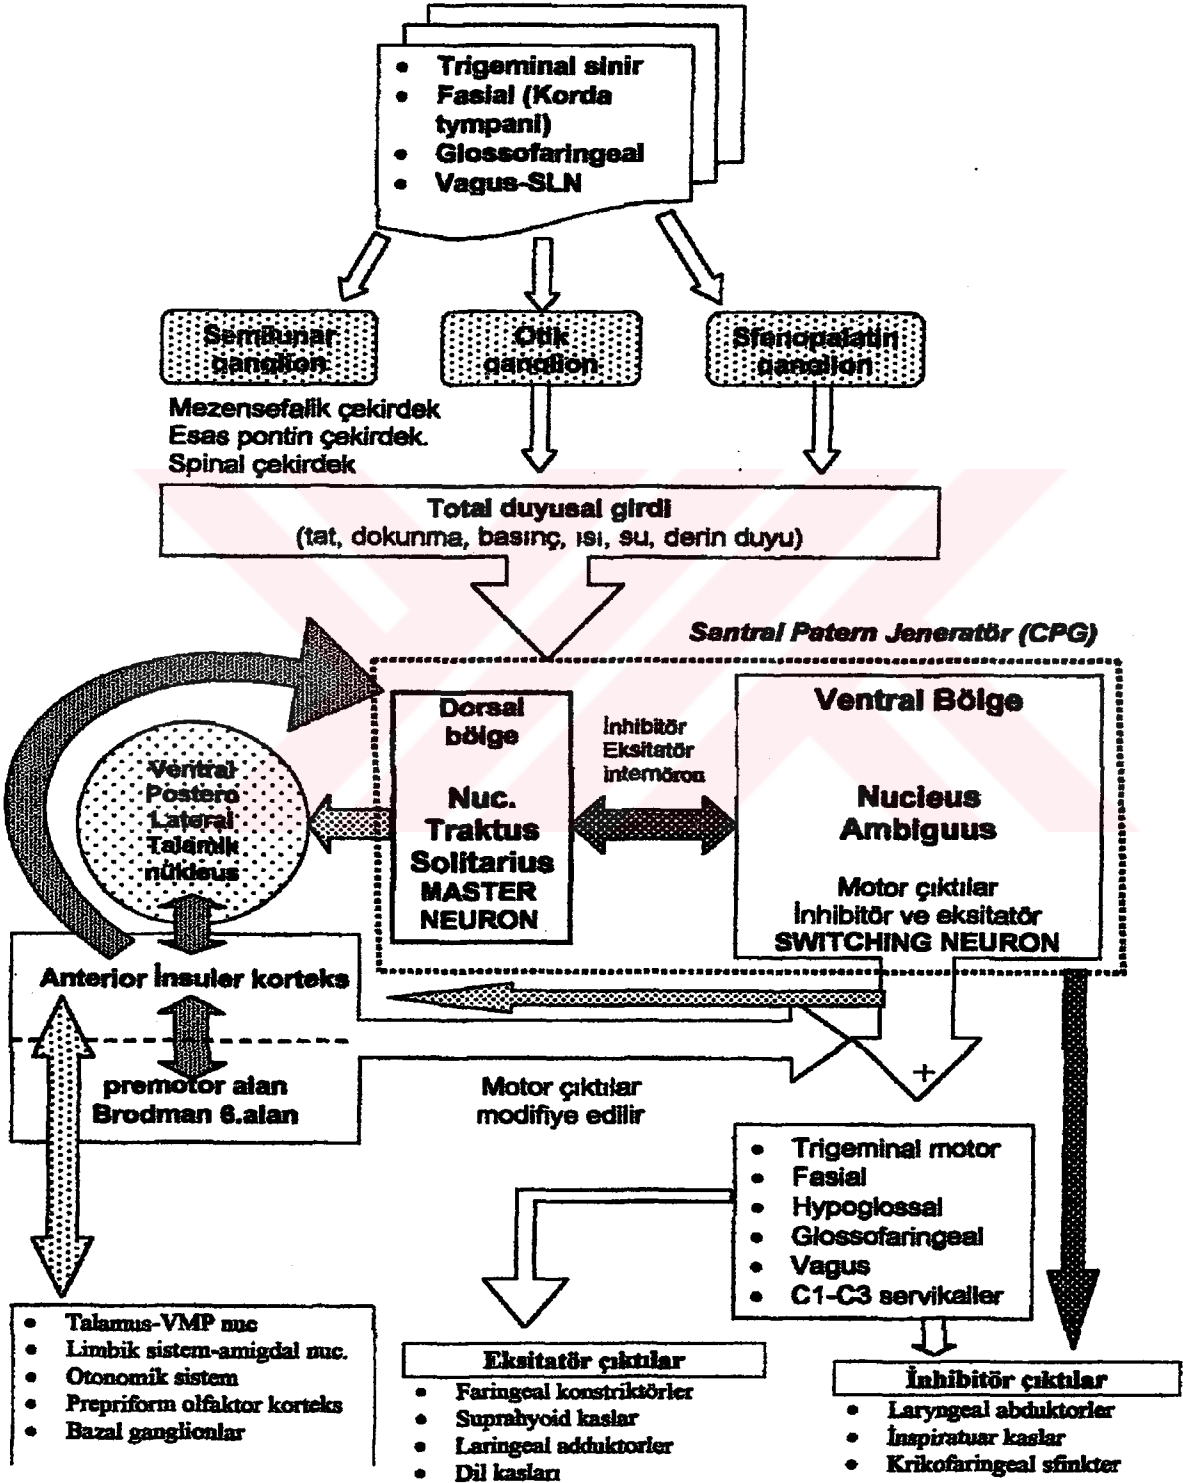 • Trigeminal sinir
• Fasial (Korda
tympani)
• Glossofaringeal
• Vagus-SLN
Semilunar
ganglion
Otik
ganglion
Sfenopalatin
ganglion
Mezensefalik çekirdek
Esas pontin çekirdek.
Spinal çekirdek
Total duyusal girdi
(tat, dokunma, basınç, ısı, su, derin duyu)
Santral Patern Jeneratör (CPG)
Dorsal
bölge
Nuc.
Traktus
Solitarius
MASTER
NEURON
İnhibitör
Eksitatör
internöron
Ventral Bölge
Nucleus
Ambiguus
Motor çıktılar
İnhibitör ve eksitatör
SWITCHING NEURON
Ventral
Postero
Lateral
Talamik
nükleus
Anterior İnsuler korteks
premotor alan
Brodman 6.alan
Motor çıktılar
modifiye edilir
+
• Trigeminal motor
• Fasial
• Hypoglossal
• Glossofaringeal
• Vagus
• C1-C3 servikaller
• Talamus-VMP nuc
• Limbik sistem-amigdal nuc.
• Otonomik sistem
• Prepriform olfaktor korteks
• Bazal ganglionlar
Eksitatör çıktılar
• Faringeal konstriktörler
• Suprahyoid kaslar
• Laringeal adduktorler
• Dil kasları
İnhibitör çıktılar
• Laryngeal abduktorler
• İnspiratuar kaslar
• Krikofaringeal sfinkter